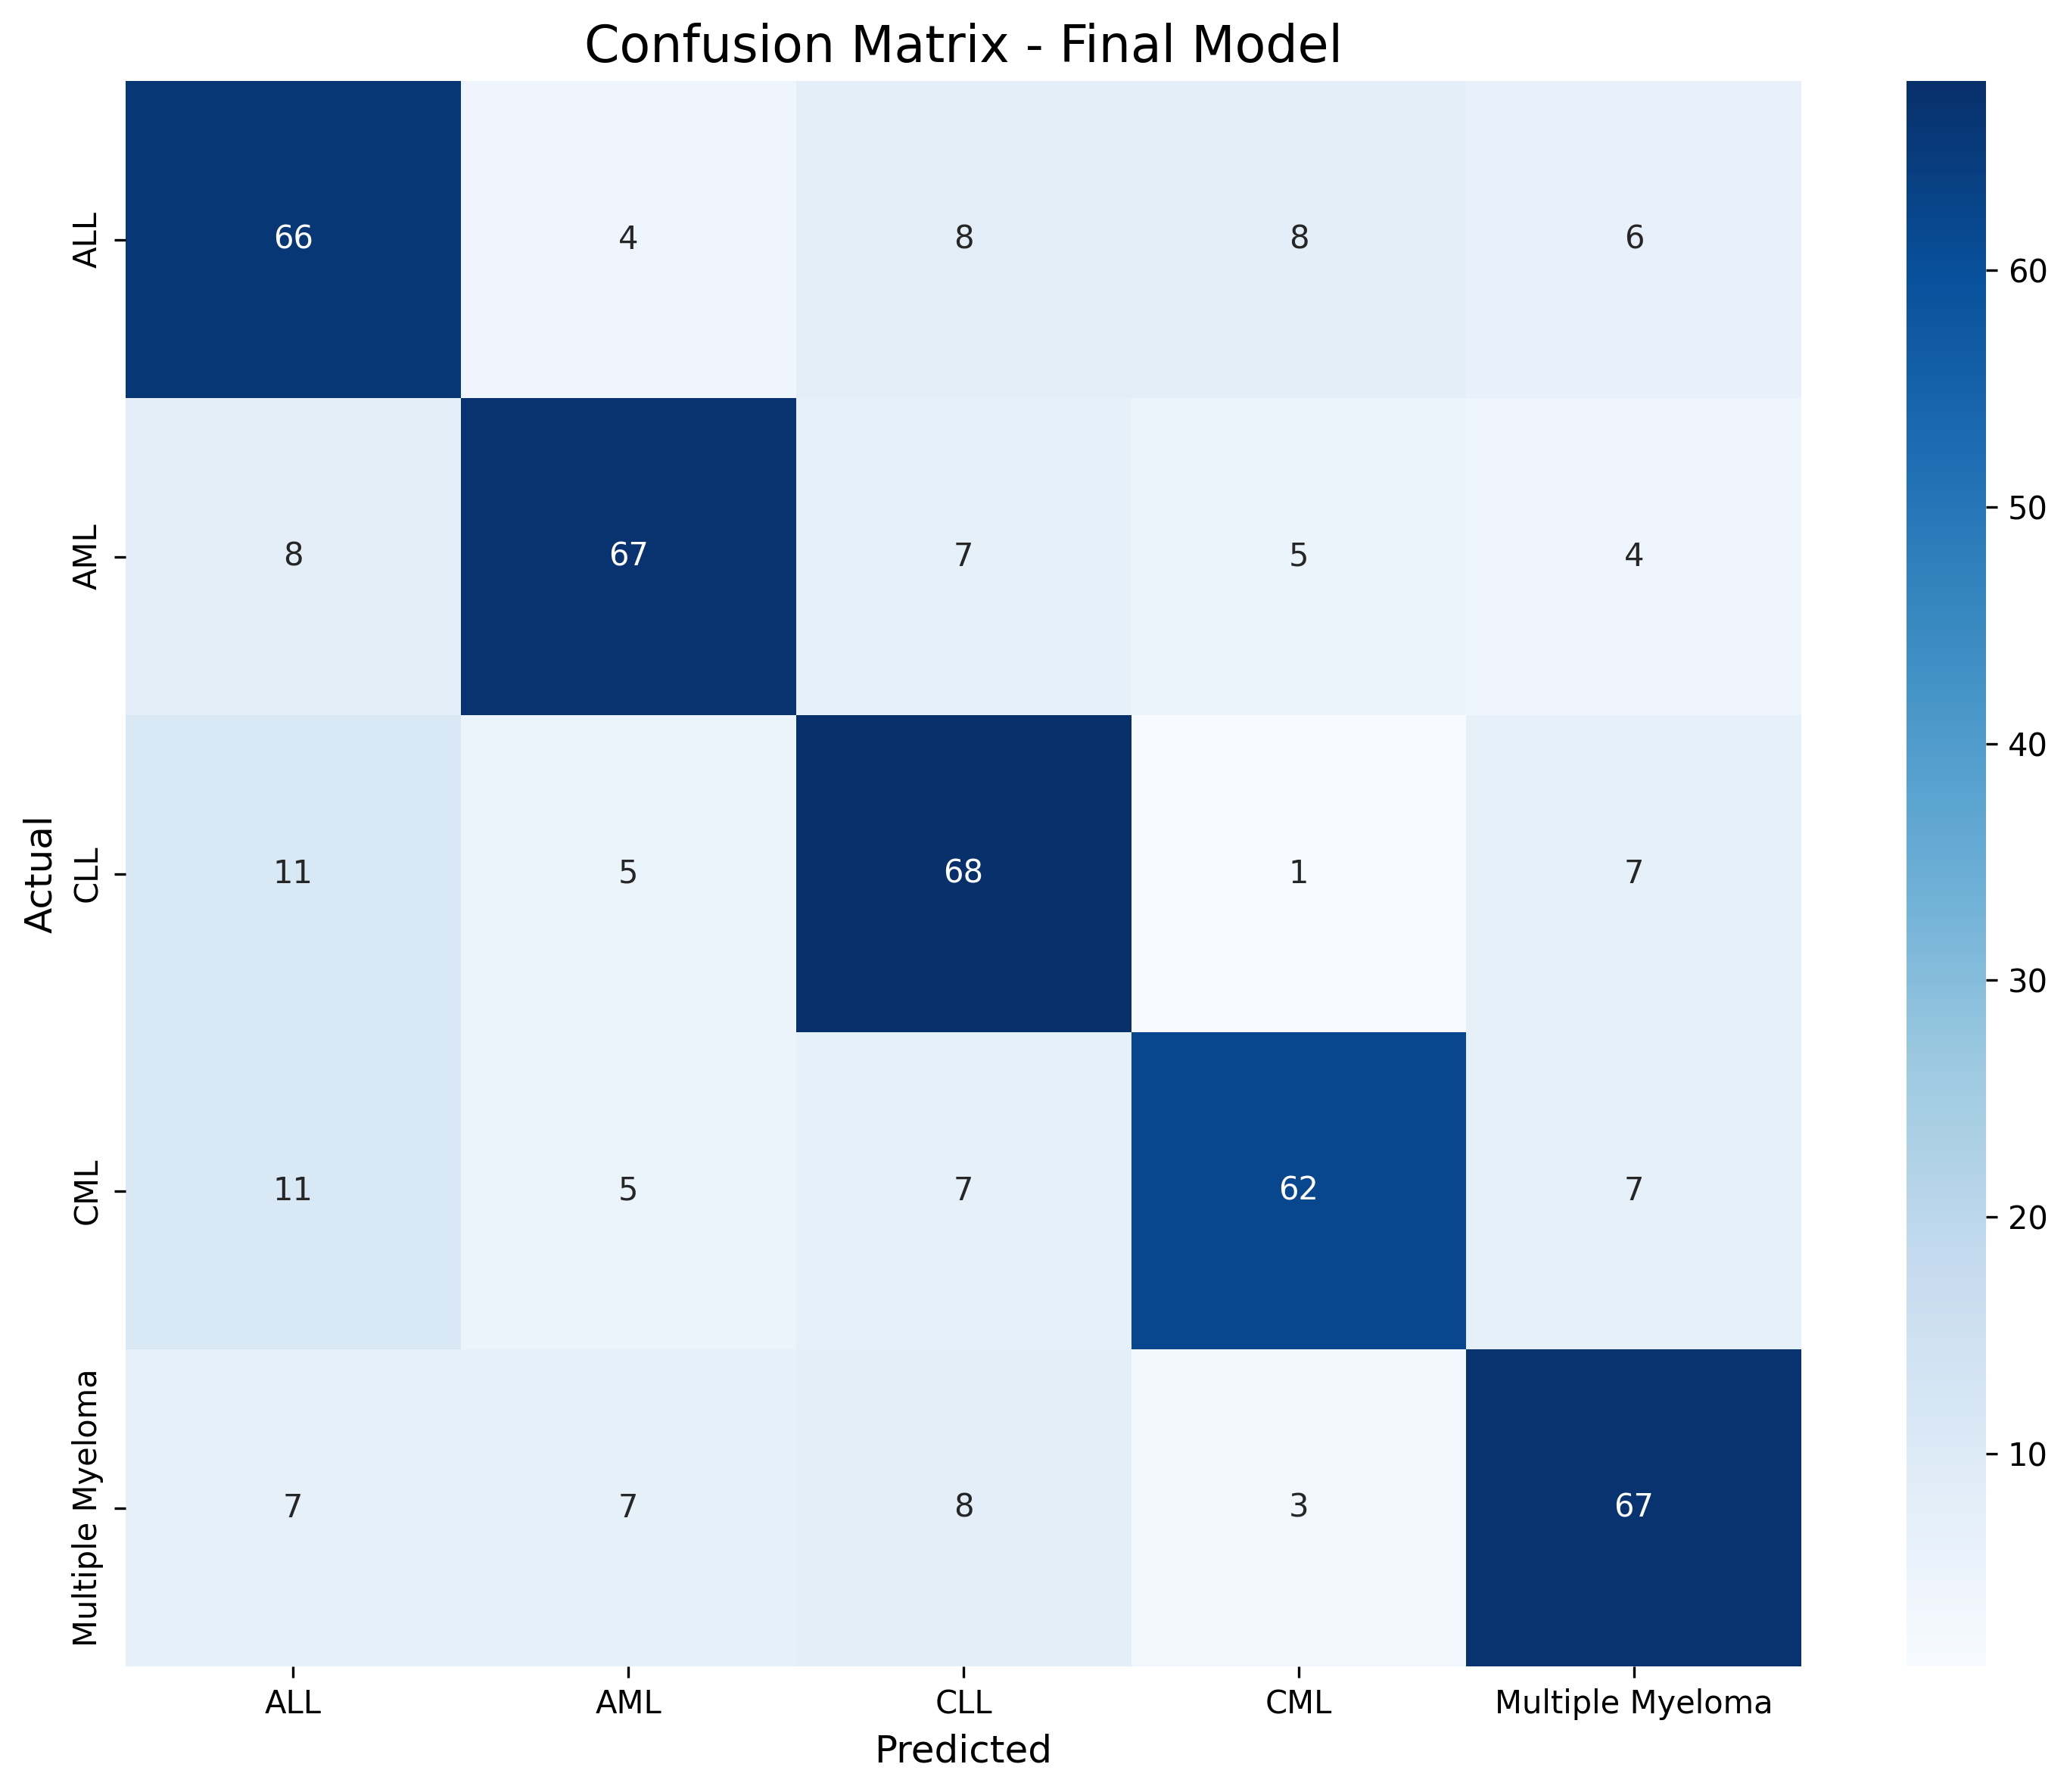 Confusion Matrix - Final Model
ALL 66 4 8 8 6
AML 8 67 7 5 4
CLL 11 5 68 1 7
CML 11 5 7 62 7
Multiple Myeloma 7 7 8 3 67
ALL AML CLL CML Multiple Myeloma
Predicted
Actual
60
50
40
30
20
10